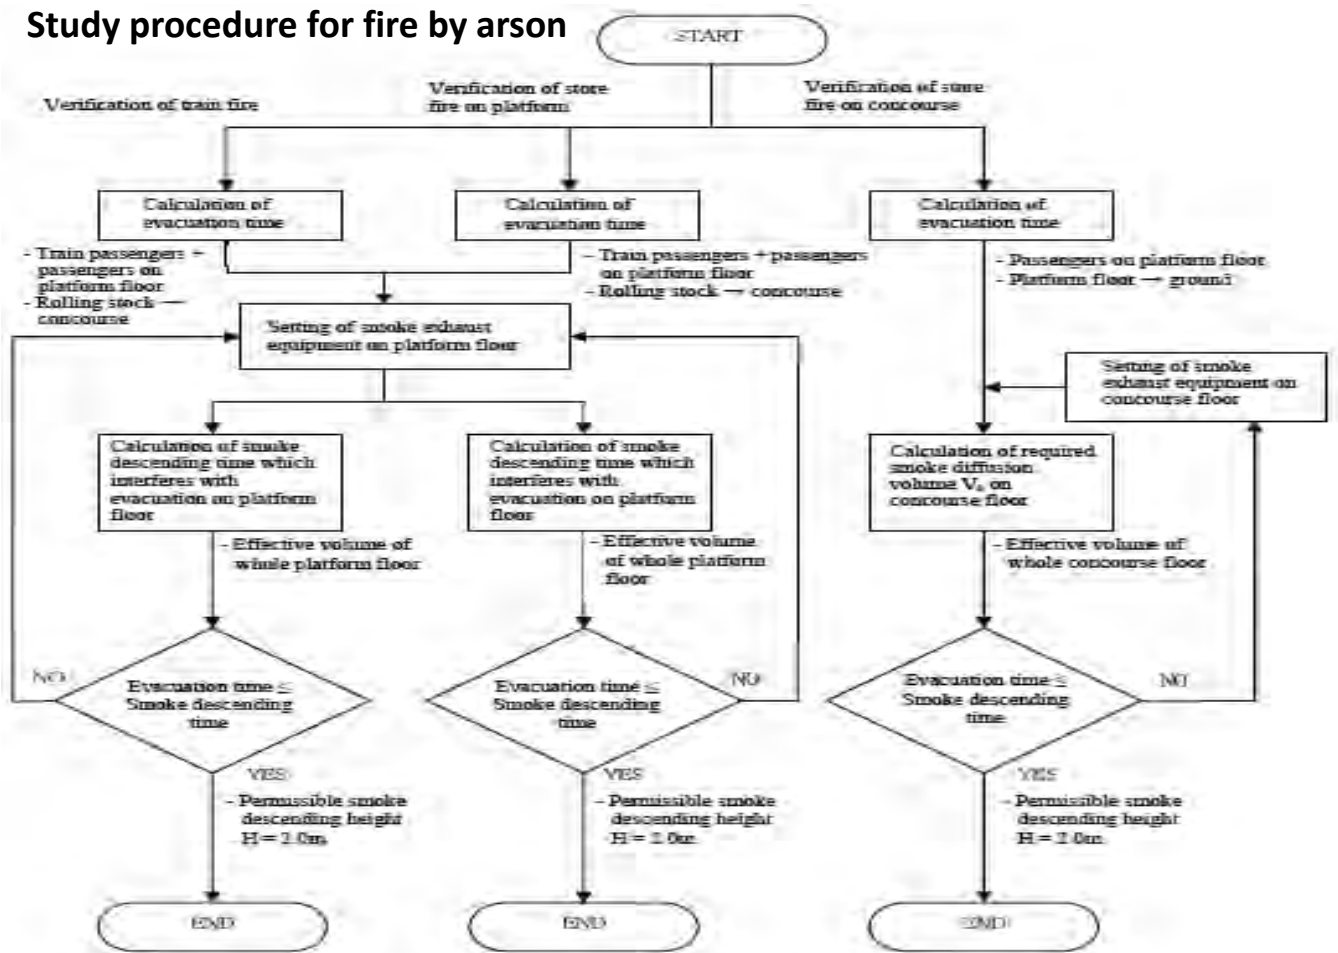 Study procedure for fire by arson
START
Verification of train fire
Verification of store
fire on platform
Verification of store
fire on concourse
Calculation of
evacuation time
Calculation of
evacuation time
Calculation of
evacuation time
- Train passengers +
passengers on
platform floor
- Rolling stock →
concourse
- Train passengers + passengers
on platform floor
- Rolling stock → concourse
- Passengers on platform floor
- Platform floor → ground
Setting of smoke exhaust
equipment on platform floor
Setting of smoke
exhaust equipment on
concourse floor
Calculation of smoke
descending time which
interferes with
evacuation on platform
floor
Calculation of smoke
descending time which
interferes with
evacuation on platform
floor
Calculation of required
smoke diffusion
volume V
on
concourse floor
- Effective volume of
whole platform floor
- Effective volume
of whole platform
floor
- Effective volume of
whole concourse floor
NO
Evacuation time ≤
Smoke descending
time
Evacuation time ≤
Smoke descending
time
NO
Evacuation time ≤
Smoke descending
time
NO
YES
- Permissible smoke
descending height
H = 2.0m
YES
- Permissible smoke
descending height
H = 2.0m
YES
- Permissible smoke
descending height
H = 2.0m
END
END
END